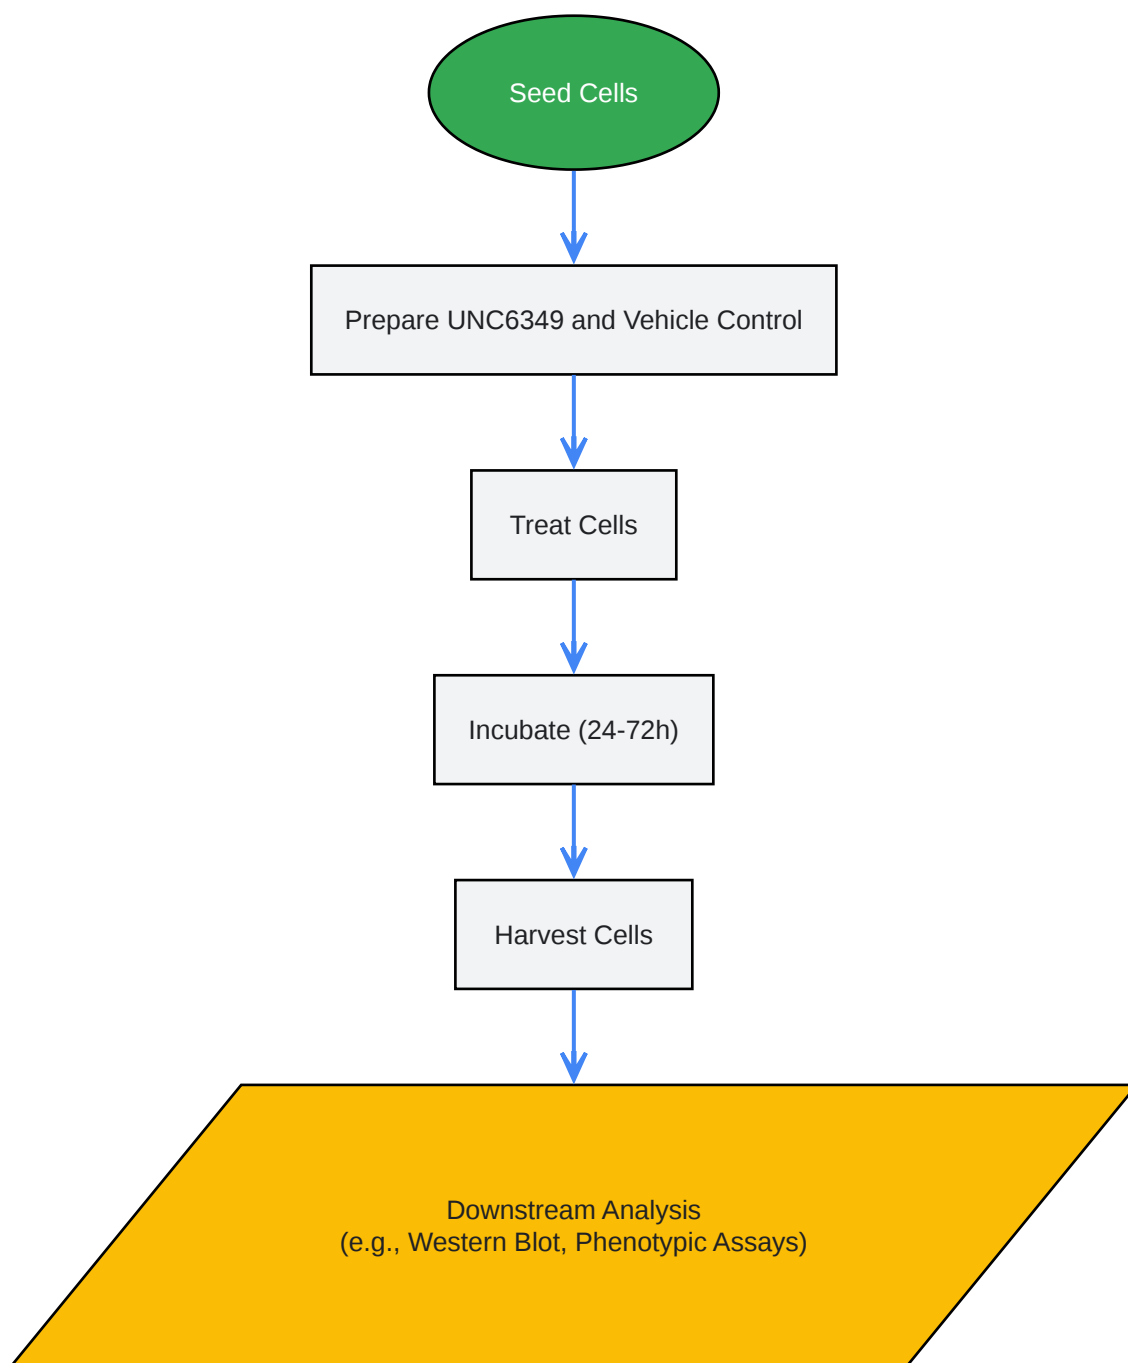 Seed Cells
Prepare UNC6349 and Vehicle Control
Treat Cells
Incubate (24-72h)
Harvest Cells
Downstream Analysis
(e.g., Western Blot, Phenotypic Assays)